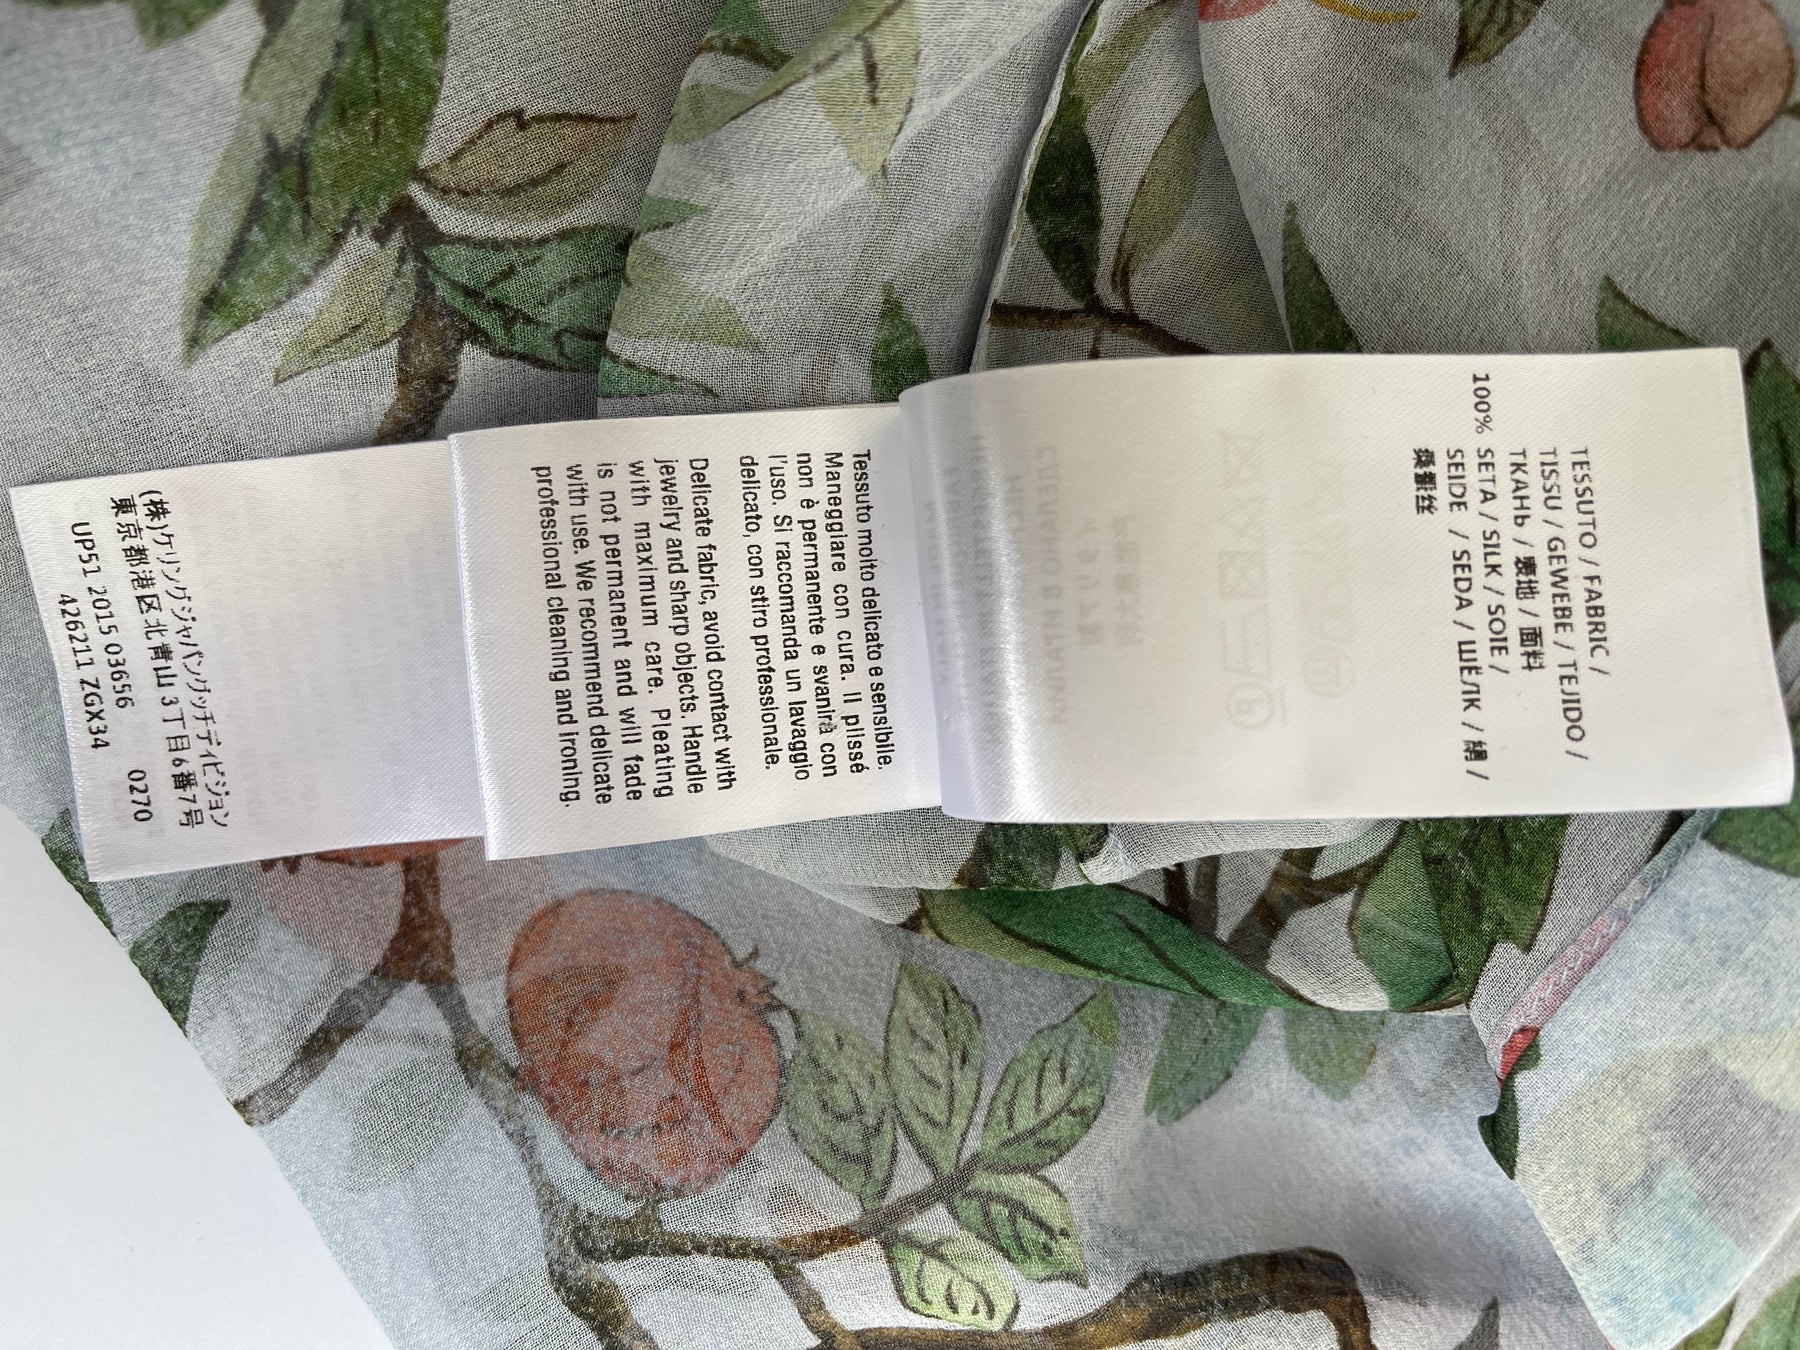 TESSUTO / FABRIC /
TISSU / GEWEBE / TEJIDO /
ТКАНЬ / 裏地 / 面料
100% SETA / SILK / SOIE /
SEIDE / SEDA / ШЁЛК / 絹 /
桑蚕丝
Tessuto molto delicato e sensibile.
Maneggiare con cura. Il plissé
non è permanente e svanirà con
l'uso. Si raccomanda un lavaggio
delicato, con stiro professionale.
Delicate fabric, avoid contact with
jewelry and sharp objects. Handle
with maximum care. Pleating
is not permanent and will fade
with use. We recommend delicate
professional cleaning and ironing.
(株)ケリングジャパングッチディビジョン
東京都港区北青山3丁目6番7号
UP51 2015 03656 0270
426211 ZGX34